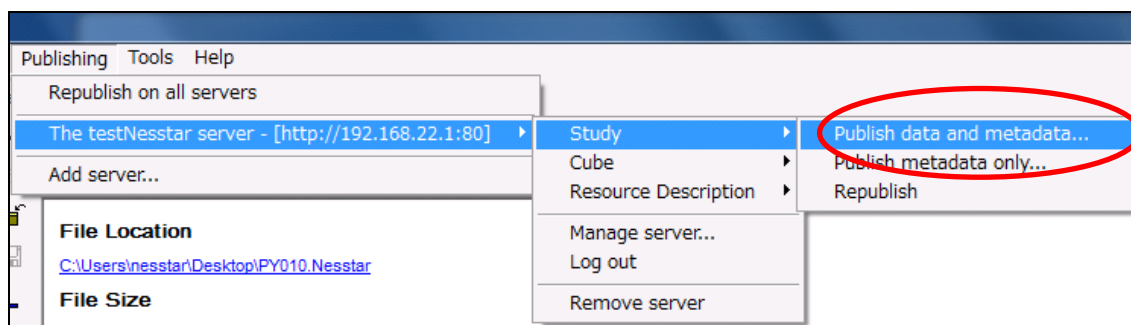 Publishing Tools Help
Republish on all servers
The testNesstar server - [http://192.168.22.1:80]
Add server...
Study
Cube
Resource Description
Manage server...
Log out
Remove server
Publish data and metadata...
Publish metadata only...
Republish
File Location
C:\Users\nesstar\Desktop\PY010.Nesstar
File Size